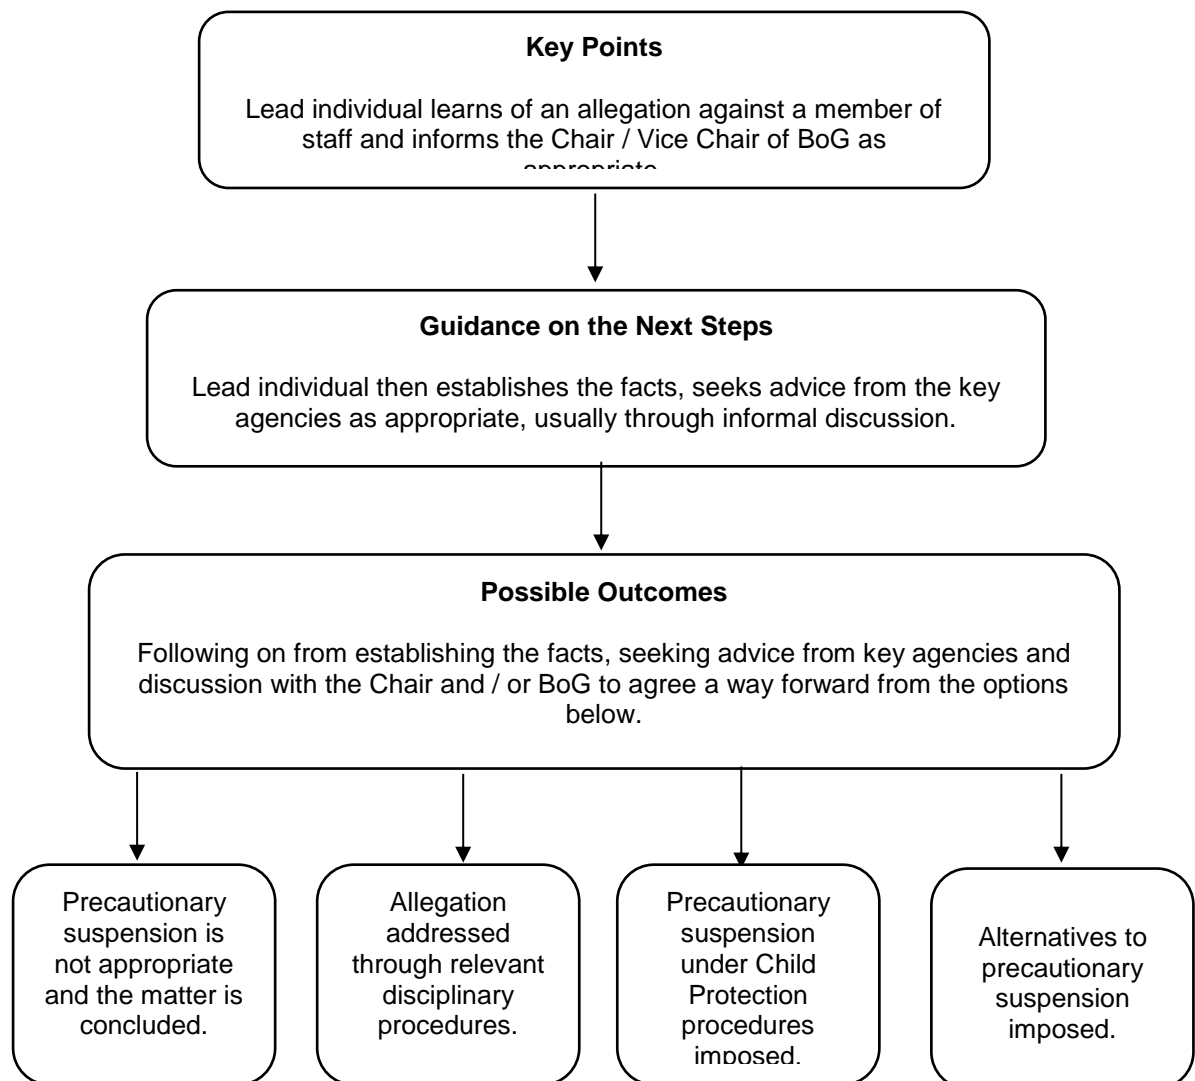 Key Points
Lead individual learns of an allegation against a member of
staff and informs the Chair / Vice Chair of BoG as
appropriate
Guidance on the Next Steps
Lead individual then establishes the facts, seeks advice from the key
agencies as appropriate, usually through informal discussion.
Possible Outcomes
Following on from establishing the facts, seeking advice from key agencies and
discussion with the Chair and / or BoG to agree a way forward from the options
below.
Precautionary
suspension is
not appropriate
and the matter is
concluded.
Allegation
addressed
through relevant
disciplinary
procedures.
Precautionary
suspension
under Child
Protection
procedures
imposed.
Alternatives to
precautionary
suspension
imposed.